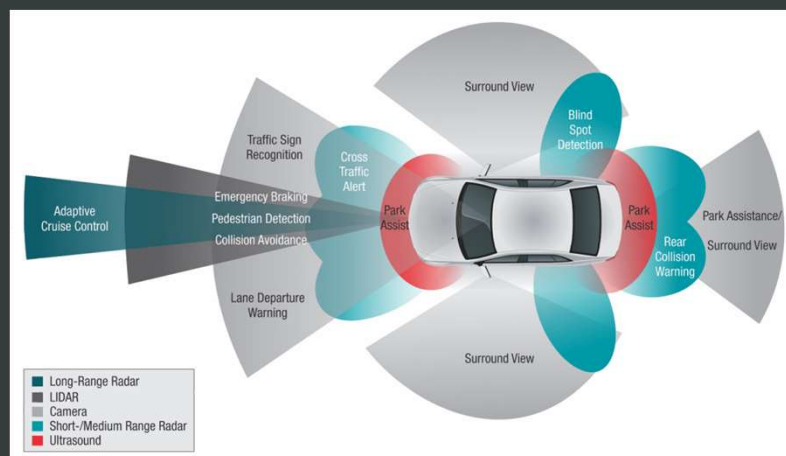 Surround View
Blind
Spot
Detection
Traffic Sign
Recognition
Cross
Traffic
Alert
Emergency Braking
Pedestrian Detection
Collision Avoidance
Adaptive
Cruise Control
Park
Assist
Park
Assist
Park Assistance/
Surround View
Rear
Collision
Warning
Lane Departure
Warning
Surround View
Long-Range Radar
LIDAR
Camera
Short-/Medium Range Radar
Ultrasound